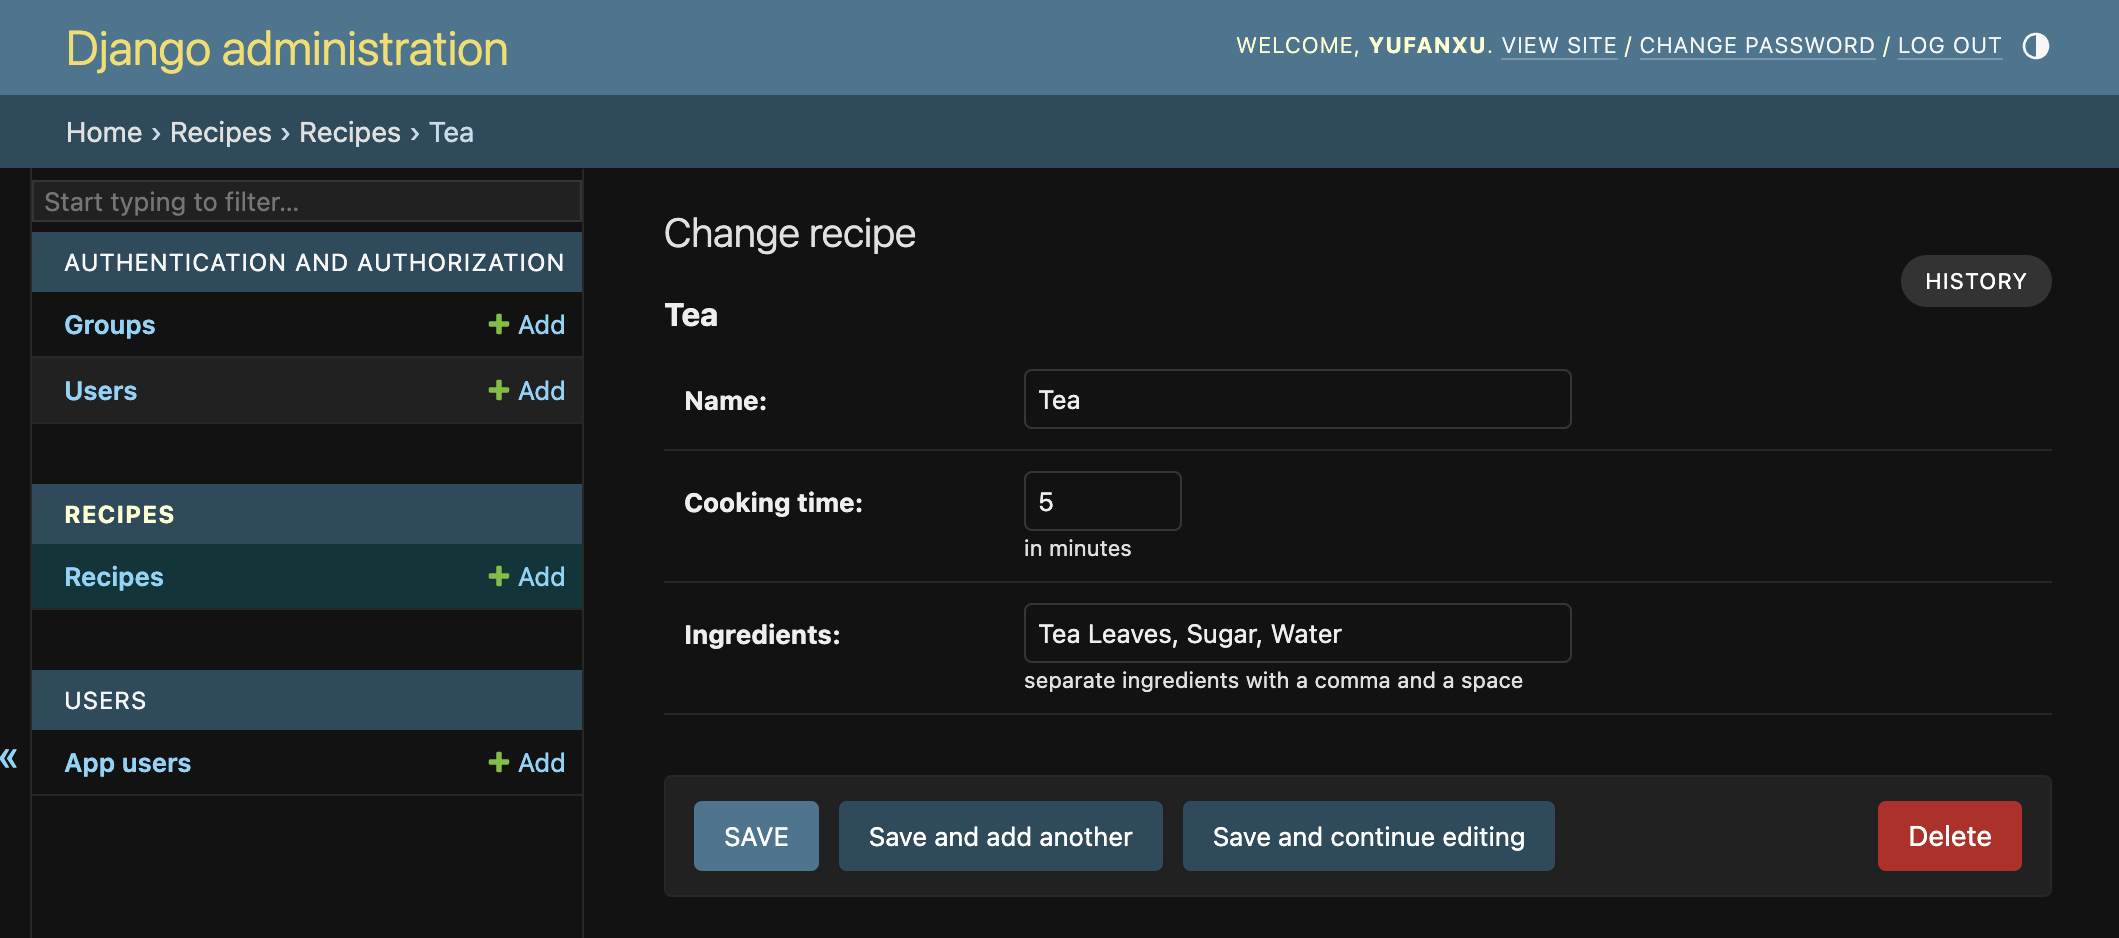 Django administration
WELCOME, YUFANXU. VIEW SITE / CHANGE PASSWORD / LOG OUT
Home › Recipes › Recipes › Tea
Start typing to filter...
AUTHENTICATION AND AUTHORIZATION
Groups + Add
Users + Add
RECIPES
Recipes + Add
USERS
App users + Add
«
Change recipe
HISTORY
Tea
Name: Tea
Cooking time: 5
in minutes
Ingredients: Tea Leaves, Sugar, Water
separate ingredients with a comma and a space
SAVE Save and add another Save and continue editing Delete